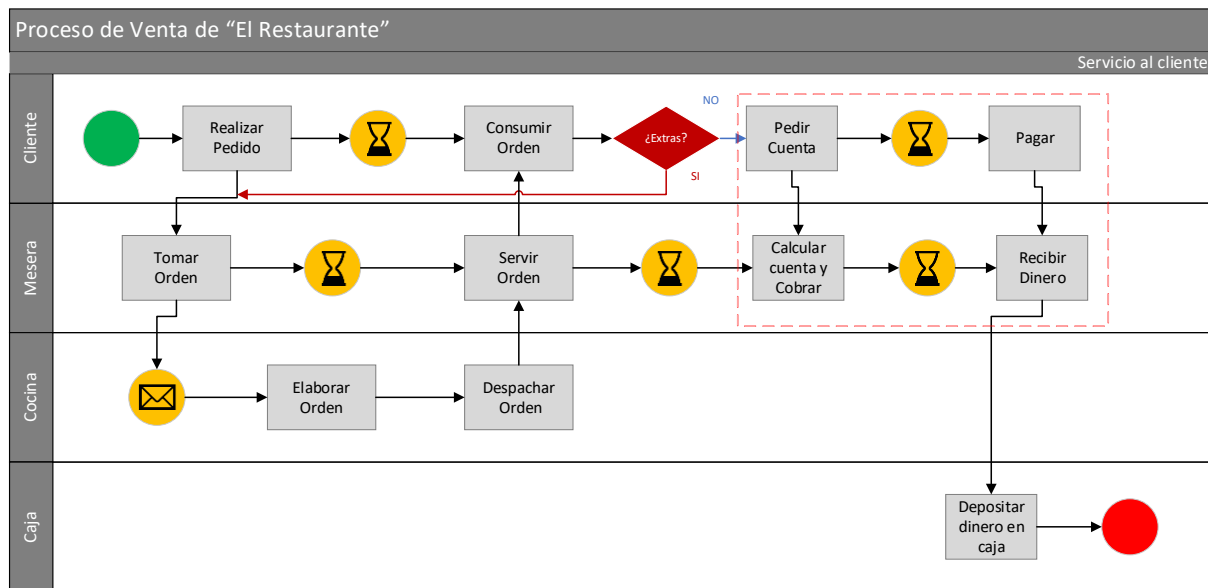 Proceso de Venta de “El Restaurante”
Servicio al cliente
Cliente
Realizar
Pedido
Consumir
Orden
¿Extras?
NO
SI
Pedir
Cuenta
Pagar
Mesera
Tomar
Orden
Servir
Orden
Calcular
cuenta y
Cobrar
Recibir
Dinero
Cocina
Elaborar
Orden
Despachar
Orden
Caja
Depositar
dinero en
caja